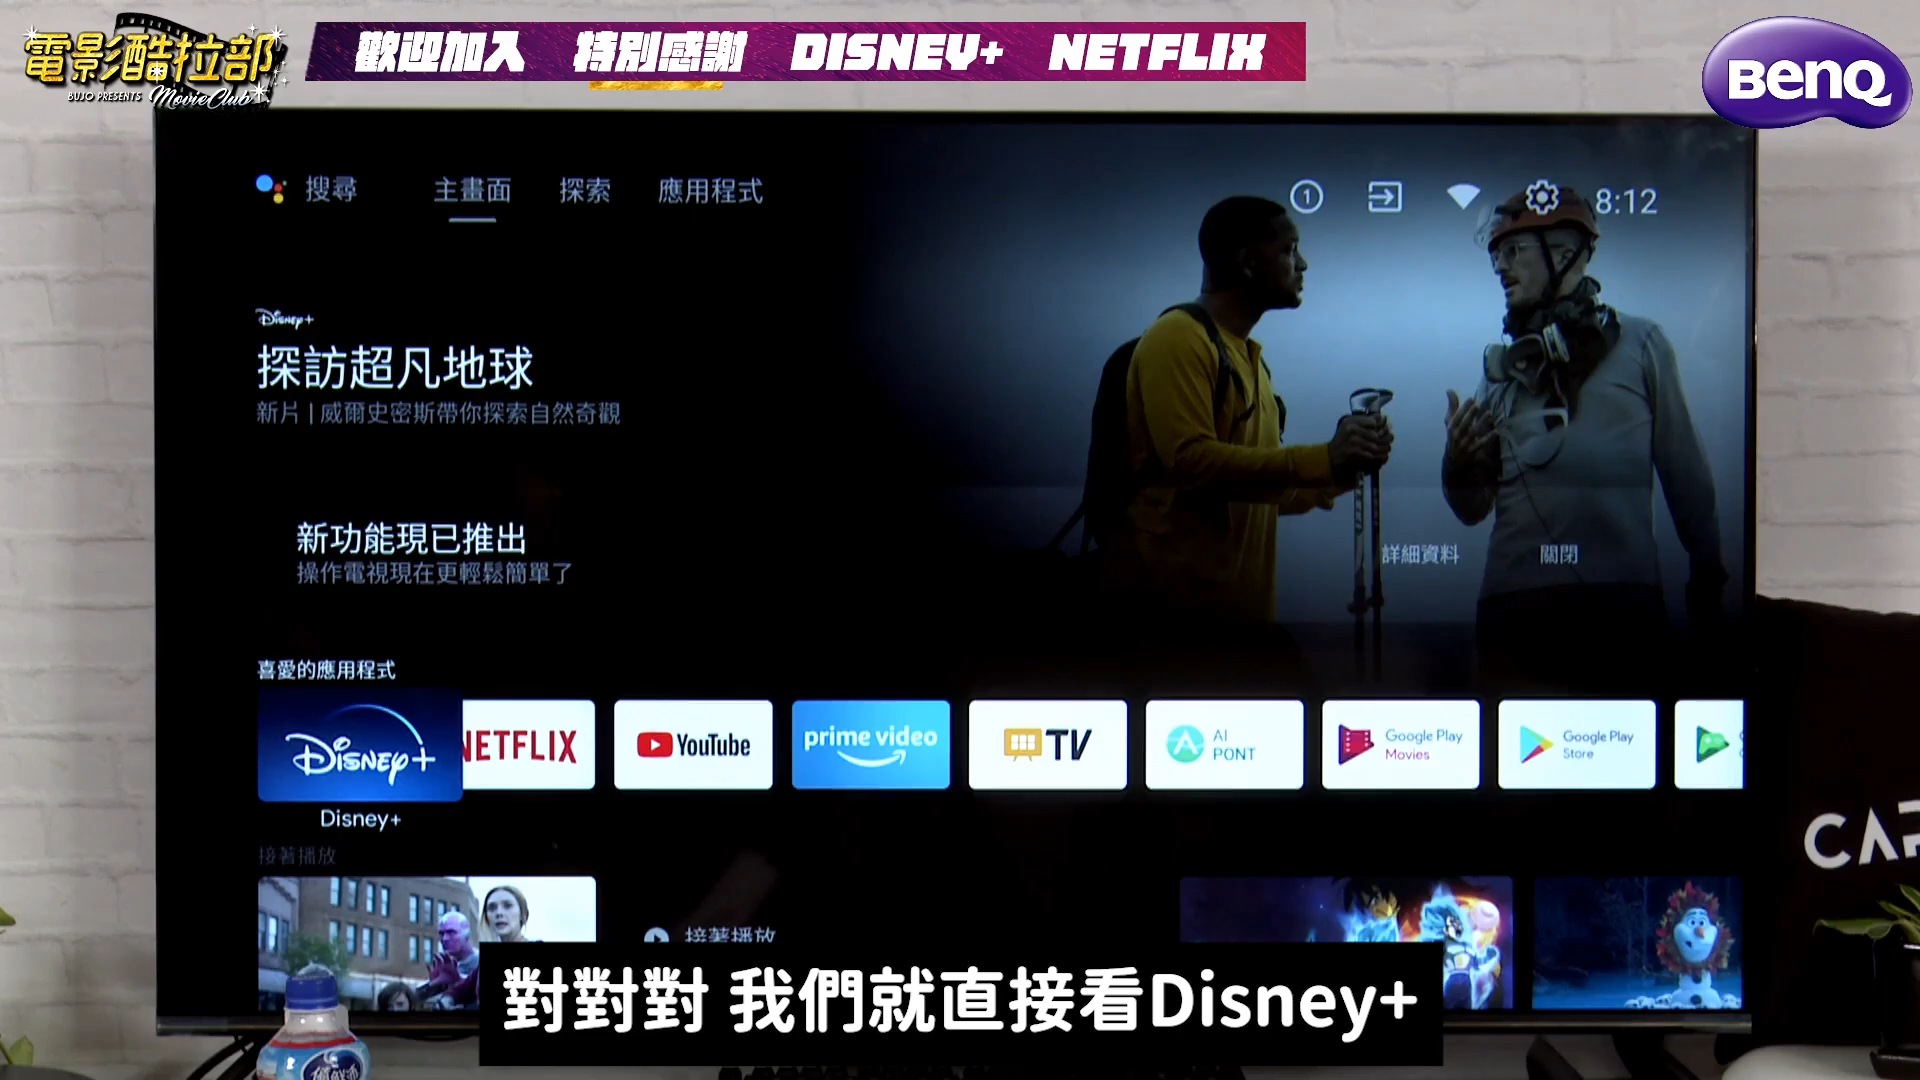 電影酷拉部
BUJO PRESENTS MovieClub
歡迎加入 特別感謝 DISNEY+ NETFLIX
BenQ
搜尋 主畫面 探索 應用程式
1 8:12
Disney+
探訪超凡地球
新片 | 威爾史密斯帶你探索自然奇觀
新功能現已推出
操作電視現在更輕鬆簡單了
詳細資料 關閉
喜愛的應用程式
Disney+ NETFLIX YouTube prime video TV AI PONT Google Play Movies Google Play Store
Disney+
接著播放
接著播放
CAP
對對對 我們就直接看Disney+